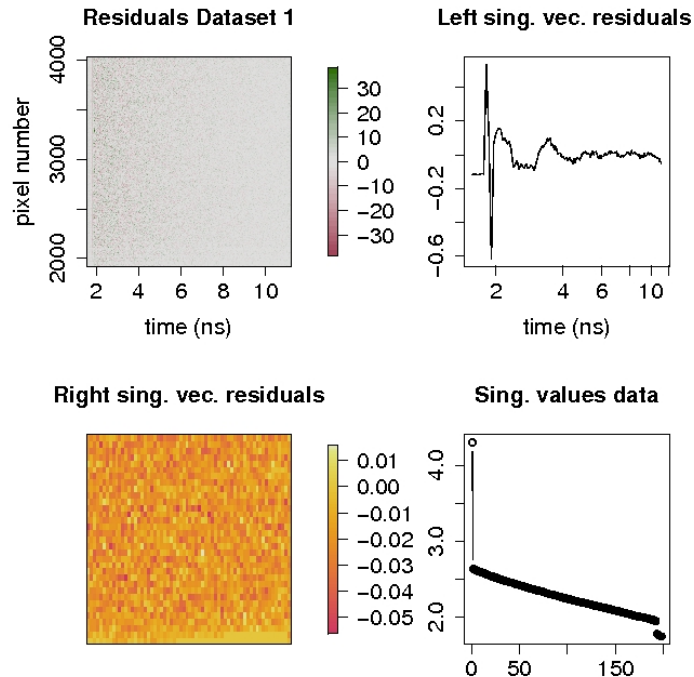 Residuals Dataset 1
pixel number
4000
3000
2000
2 4 6 8 10
time (ns)
30
20
10
0
−10
−20
−30
Left sing. vec. residuals
0.2
−0.2
−0.6
2 4 6 8 11
time (ns)
Right sing. vec. residuals
0.01
0.00
−0.01
−0.02
−0.03
−0.04
−0.05
Sing. values data
4.0
3.0
2.0
0 50 150